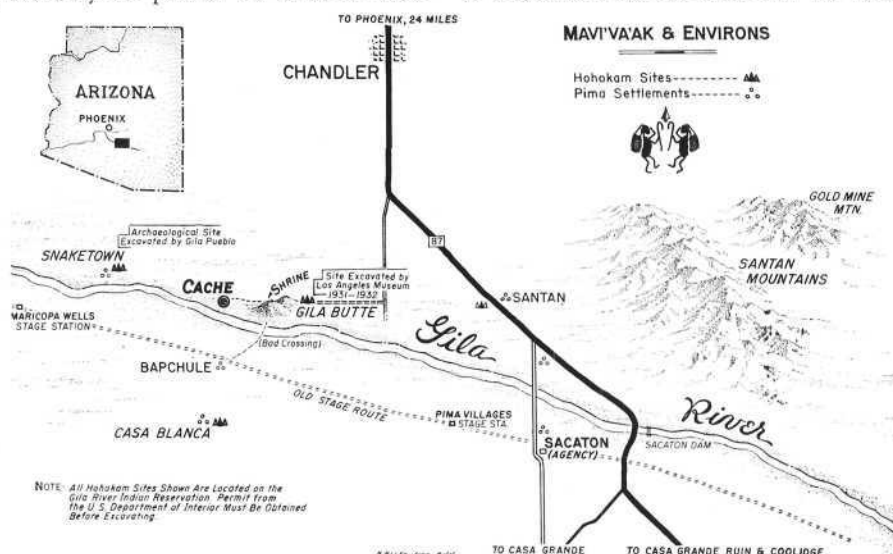 TO PHOENIX, 24 MILES
MAVI'VA'AK & ENVIRONS
Hohokam Sites
Pima Settlements
CHANDLER
ARIZONA
PHOENIX
GOLD MINE
MTN.
SANTAN
MOUNTAINS
87
Archaeological Site
Excavated by Gila Pueblo
SNAKETOWN
CACHE
SHRINE
Site Excavated by
Los Angeles Museum
1931-1932
GILA BUTTE
SANTAN
MARICOPA WELLS
STAGE STATION
(Bad Crossing)
Gila
River
BAPCHULE
OLD STAGE ROUTE
PIMA VILLAGES
STAGE STA.
CASA BLANCA
SACATON
(AGENCY)
SACATON DAM
NOTE: All Hohokam Sites Shown Are Located on the
Gila River Indian Reservation. Permit from
the U.S. Department of Interior Must Be Obtained
Before Excavating.
TO CASA GRANDE
TO CASA GRANDE RUIN & COOLIDGE